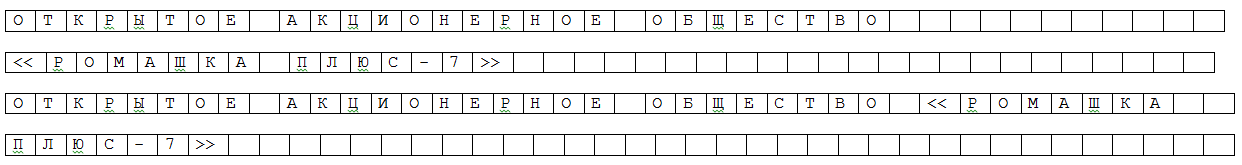 ОТКРЫТОЕ АКЦИОНЕРНОЕ ОБЩЕСТВО
<< РОМАШКА ПЛЮС-7 >>
ОТКРЫТОЕ АКЦИОНЕРНОЕ ОБЩЕСТВО << РОМАШКА
ПЛЮС-7 >>